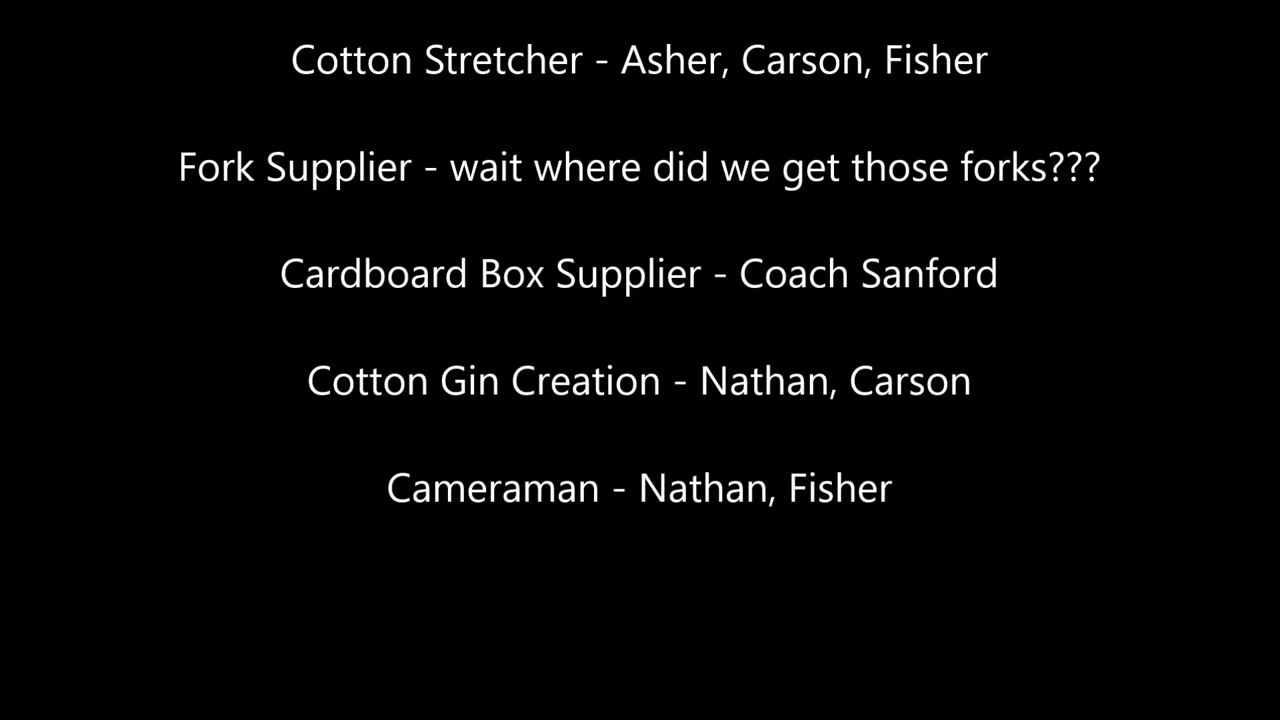 Cotton Stretcher - Asher, Carson, Fisher
Fork Supplier - wait where did we get those forks???
Cardboard Box Supplier - Coach Sanford
Cotton Gin Creation - Nathan, Carson
Cameraman - Nathan, Fisher